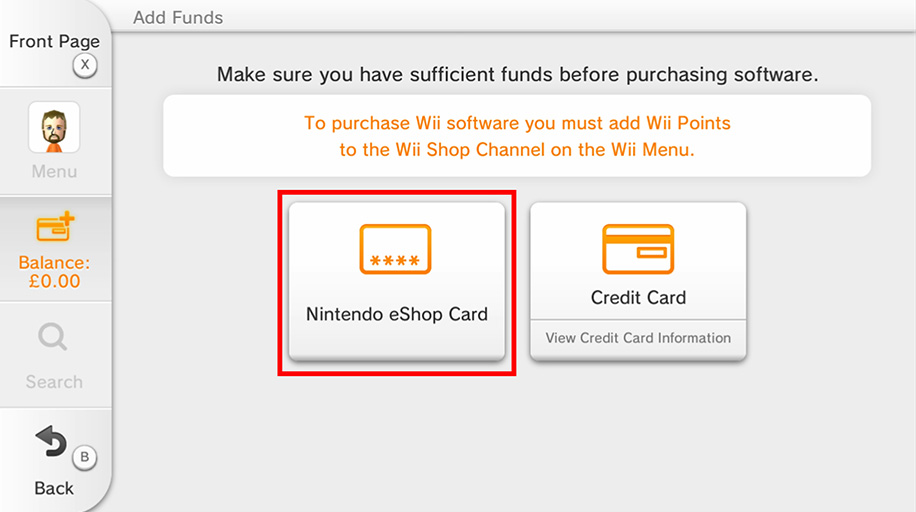 Add Funds
Front Page
X
Menu
Balance:
£0.00
Search
B
Back
Make sure you have sufficient funds before purchasing software.
To purchase Wii software you must add Wii Points
to the Wii Shop Channel on the Wii Menu.
****
Nintendo eShop Card
Credit Card
View Credit Card Information